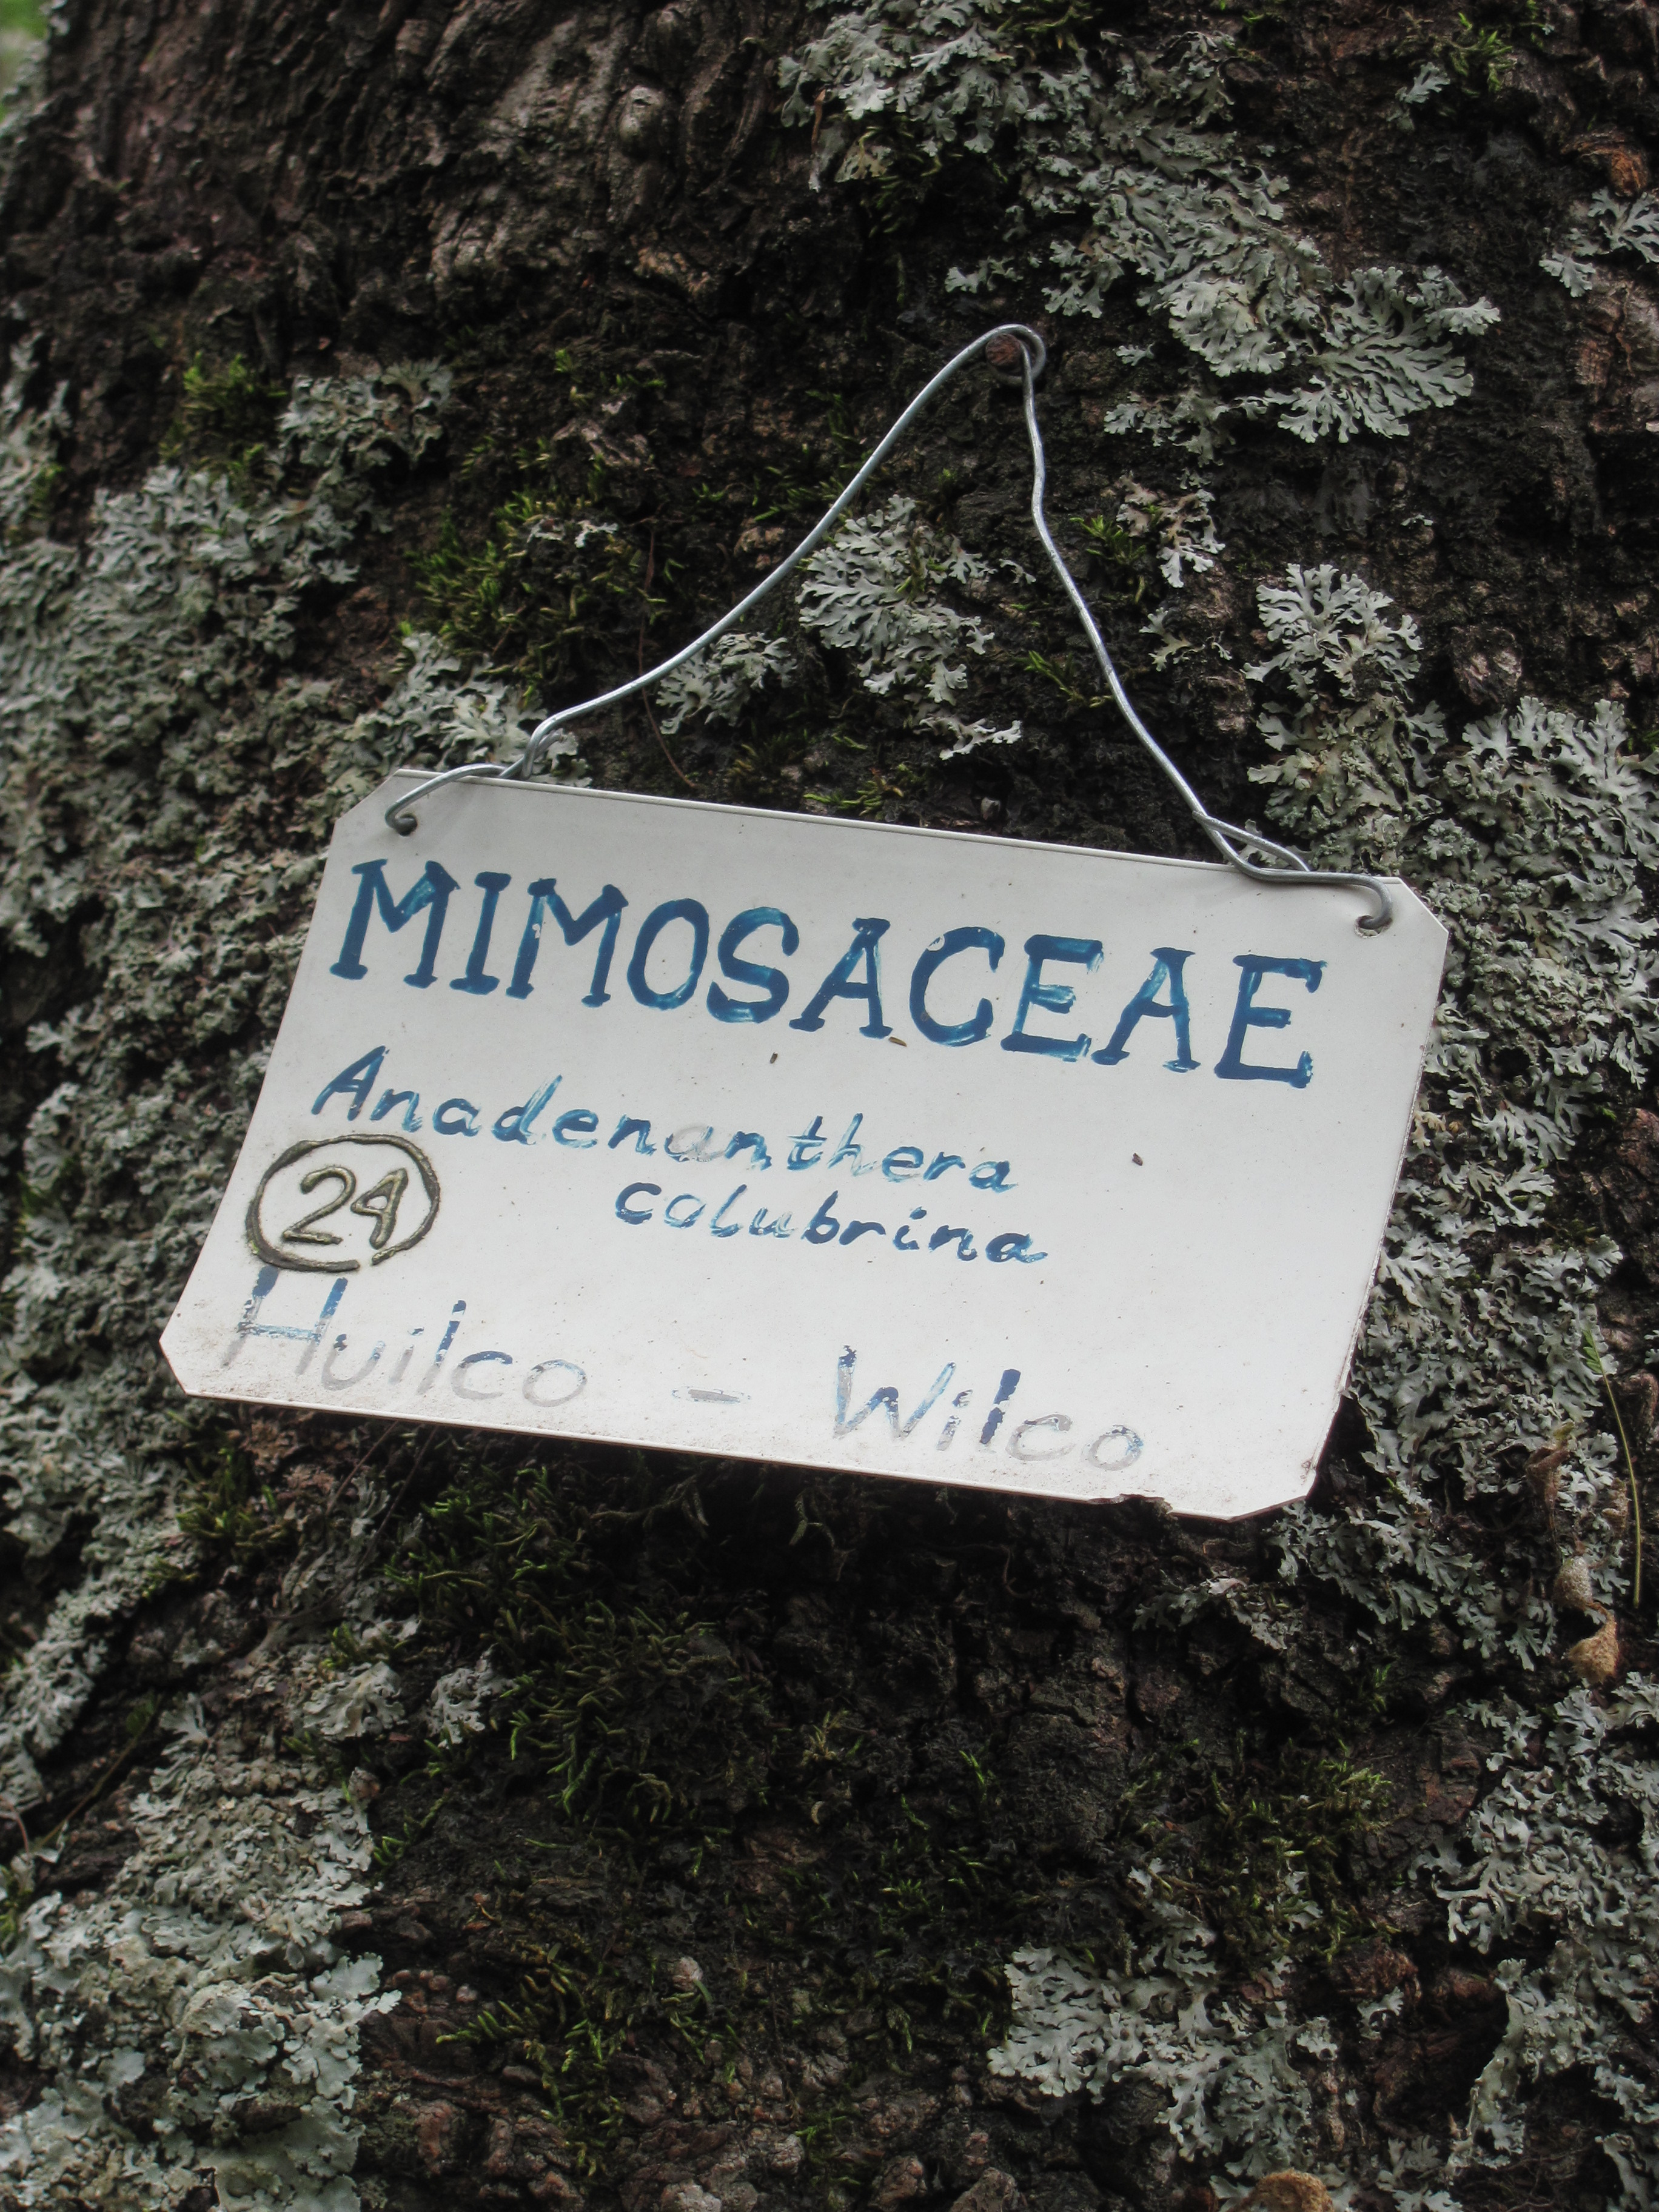 MIMOSACEAE
Anadenanthera
colubrina
24
Huilco - Wilco